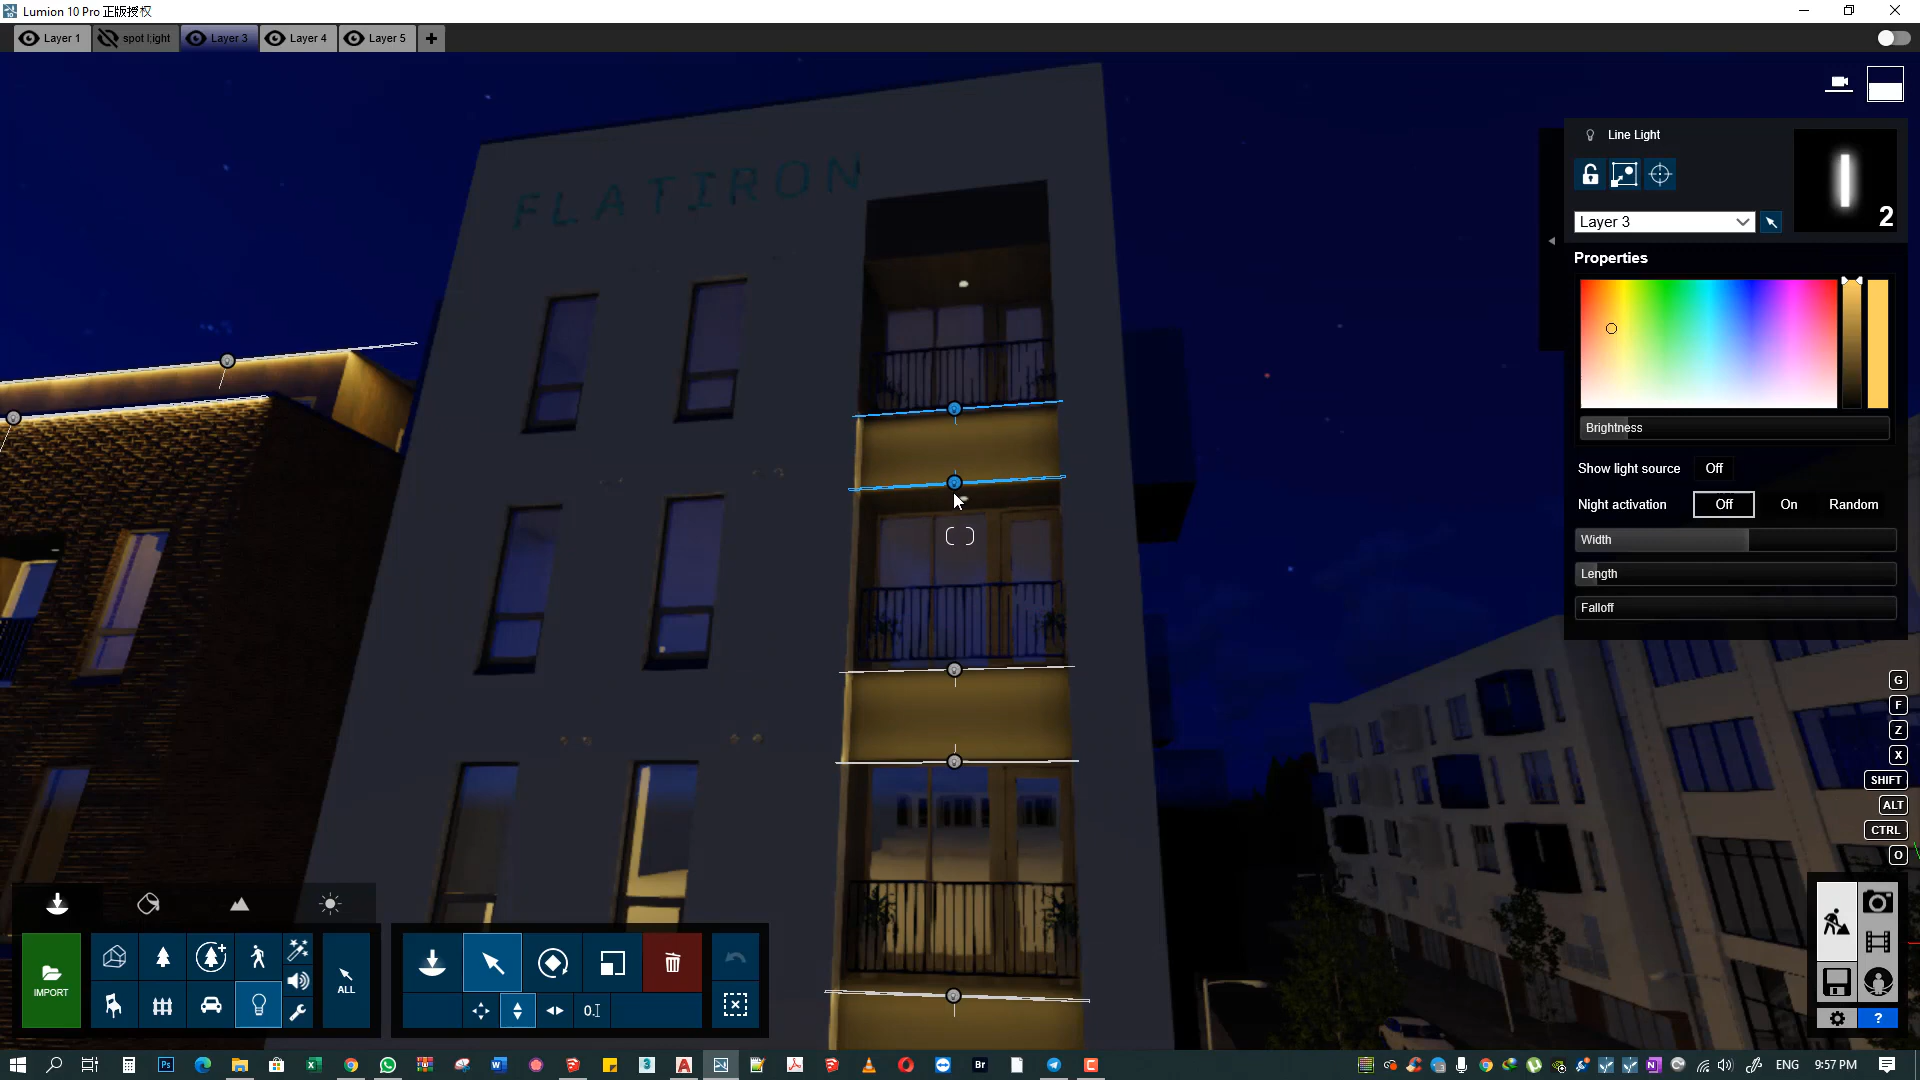 Lumion 10 Pro 正版授权
Layer 1
spot l;ight
Layer 3
Layer 4
Layer 5
+
Line Light
Layer 3
2
Properties
Brightness
Show light source Off
Night activation Off On Random
Width
Length
Falloff
FLATIRON
G
F
Z
X
SHIFT
ALT
CTRL
O
IMPORT
ALL
?
ENG 9:57 PM